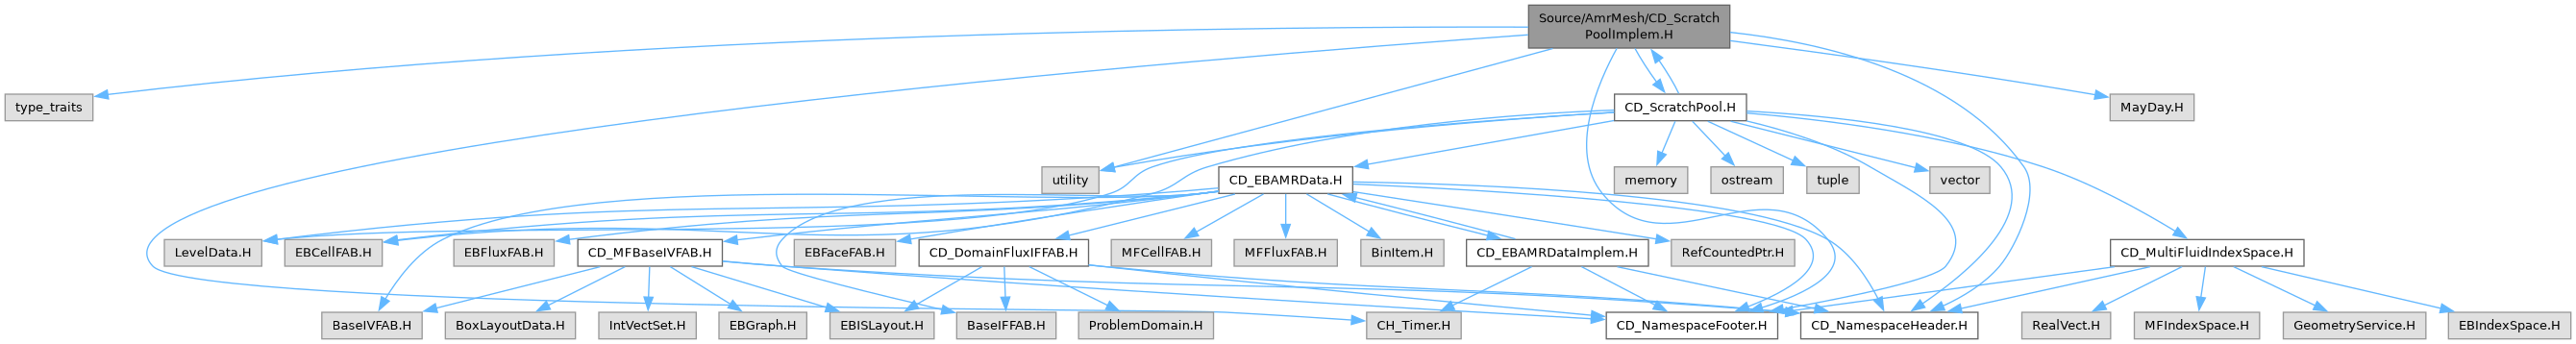 Source/AmrMesh/CD_Scratch
PoolImplem.H
type_traits
CD_ScratchPool.H
MayDay.H
utility
CD_EBAMRData.H
memory
ostream
tuple
vector
LevelData.H
EBCellFAB.H
EBFluxFAB.H
CD_MFBaseIVFAB.H
EBFaceFAB.H
CD_DomainFluxIFFAB.H
MFCellFAB.H
MFFluxFAB.H
BinItem.H
CD_EBAMRDataImplem.H
RefCountedPtr.H
CD_MultiFluidIndexSpace.H
BaseIVFAB.H
BoxLayoutData.H
IntVectSet.H
EBGraph.H
EBISLayout.H
BaseIFFAB.H
ProblemDomain.H
CH_Timer.H
CD_NamespaceFooter.H
CD_NamespaceHeader.H
RealVect.H
MFIndexSpace.H
GeometryService.H
EBIndexSpace.H